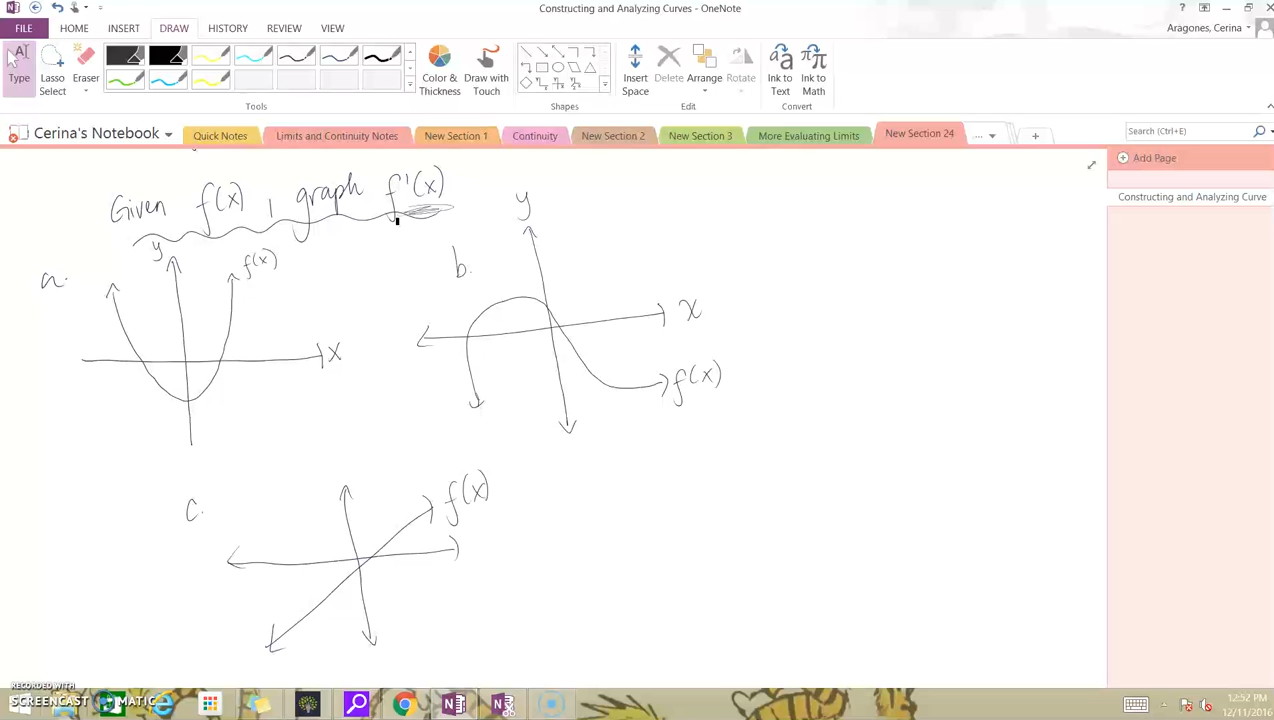 Constructing and Analyzing Curves - OneNote
FILE HOME INSERT DRAW HISTORY REVIEW VIEW
Aragones, Cerina
Type
Lasso Select
Eraser
Color & Thickness
Draw with Touch
Insert Space
Delete
Arrange
Rotate
Ink to Text
Ink to Math
Tools
Shapes
Edit
Convert
Cerina's Notebook
Quick Notes
Limits and Continuity Notes
New Section 1
Continuity
New Section 2
New Section 3
More Evaluating Limits
New Section 24
...
Search (Ctrl+E)
Add Page
Constructing and Analyzing Curve
Given f(x), graph f'(x)
a.
y
f(x)
x
b.
y
x
f(x)
c.
f(x)
RECORDED WITH
SCREENCAST MATIC
12:52 PM
12/11/2016